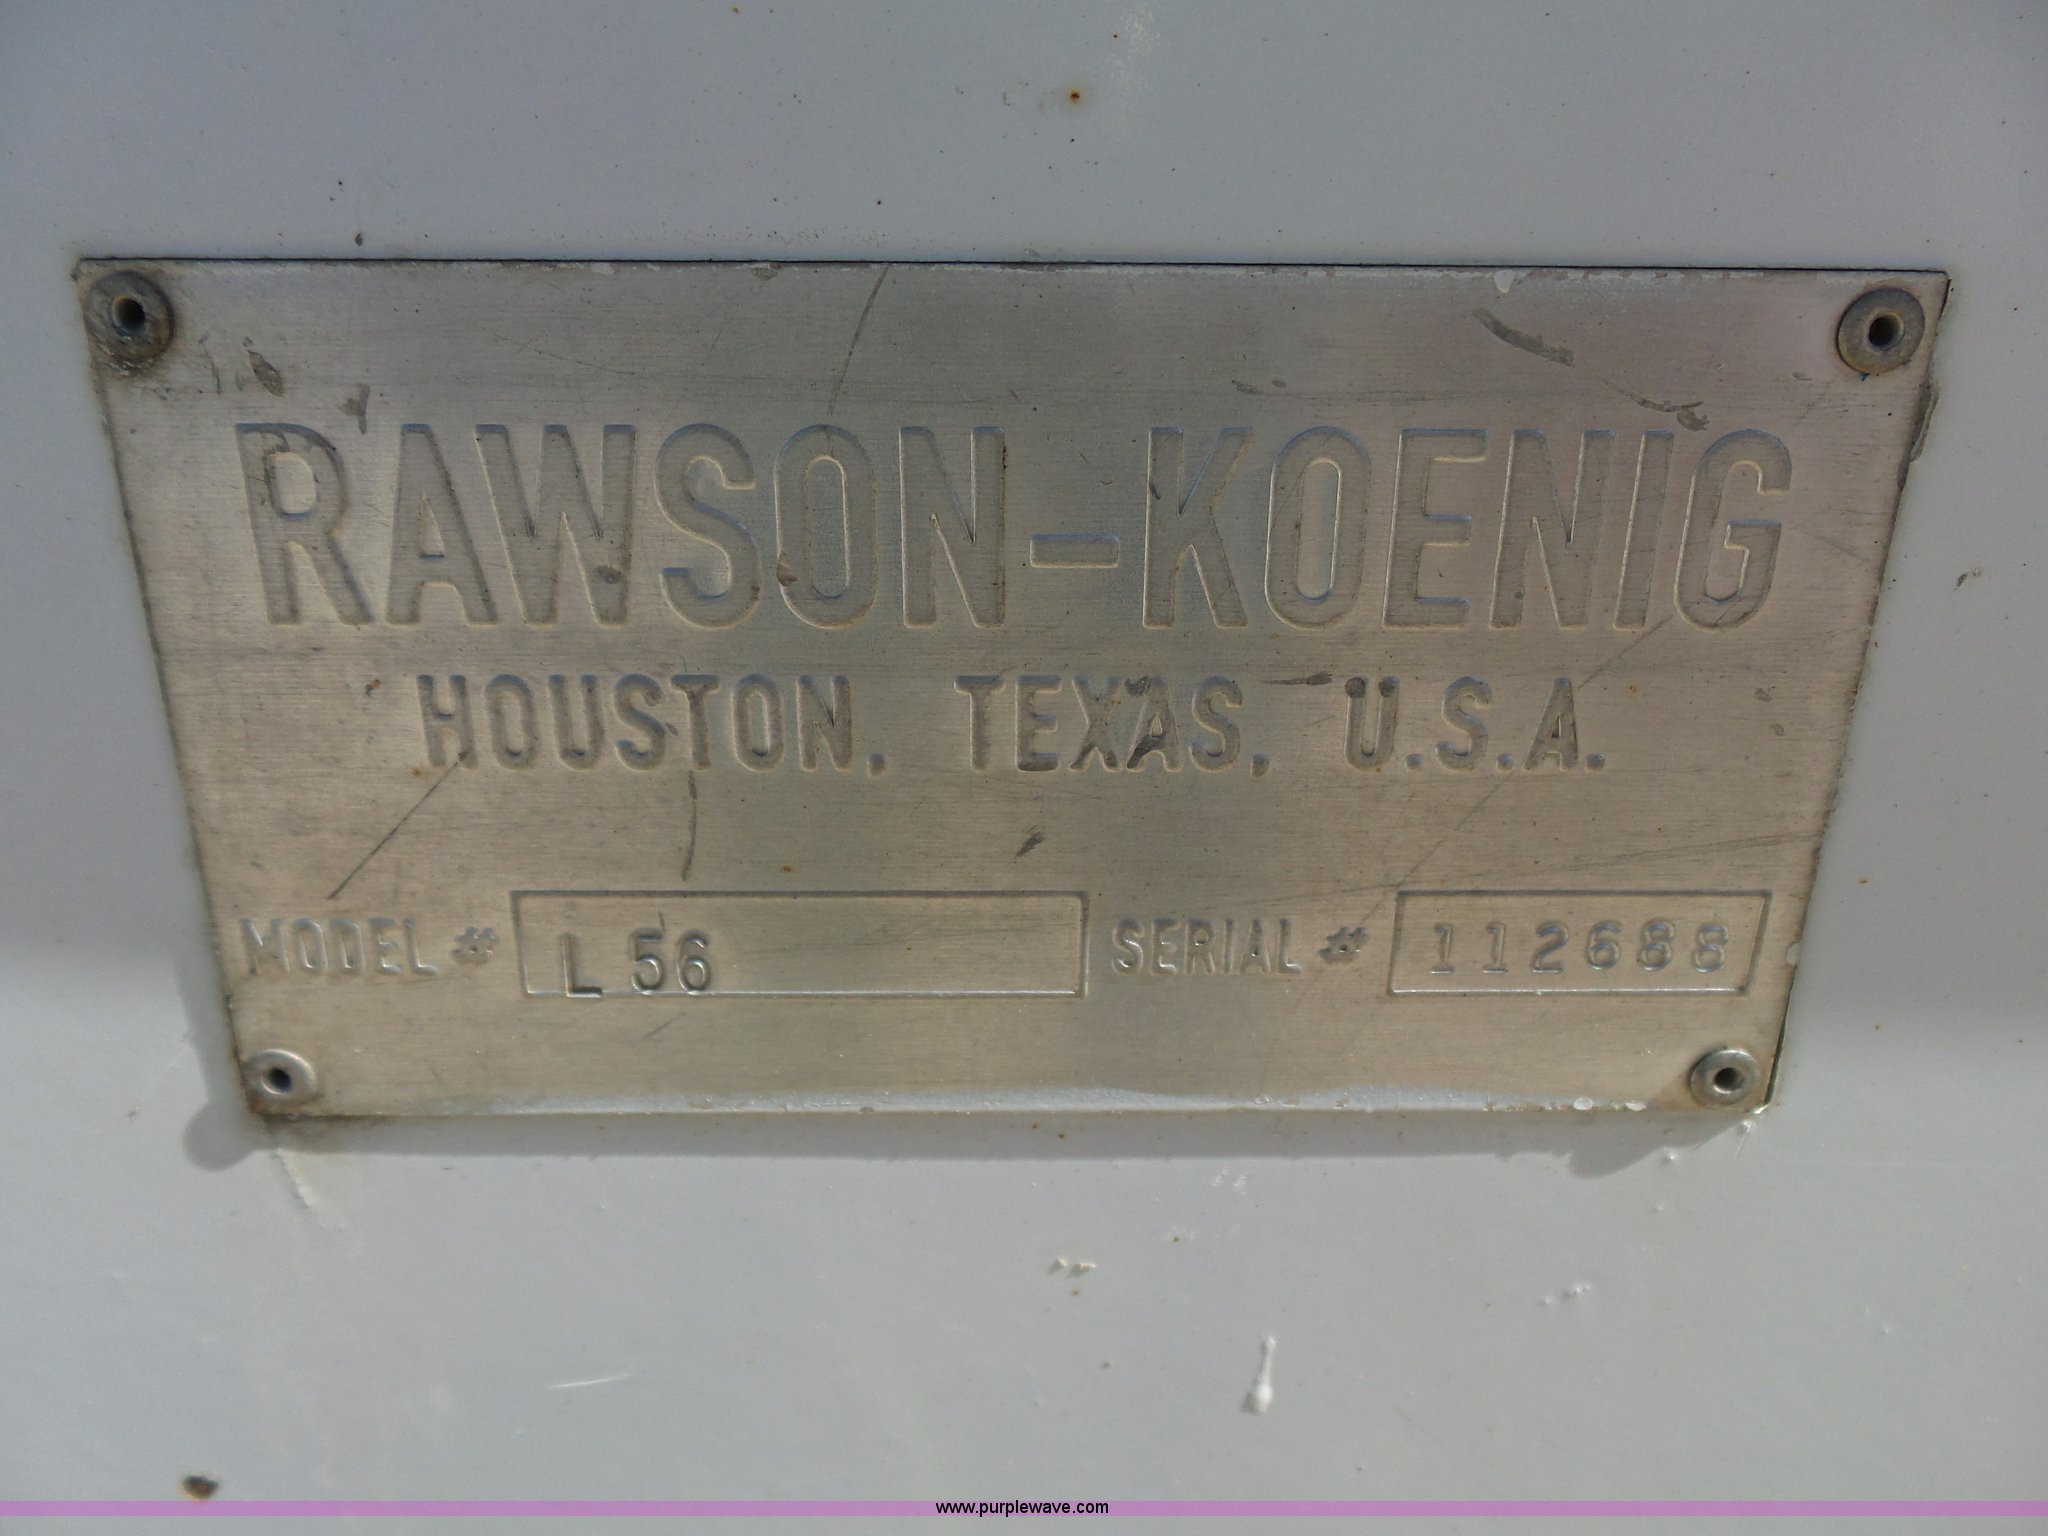 RAWSON-KOENIG
HOUSTON, TEXAS, U.S.A.
MODEL # L 56 SERIAL # 112688
www.purplewave.com